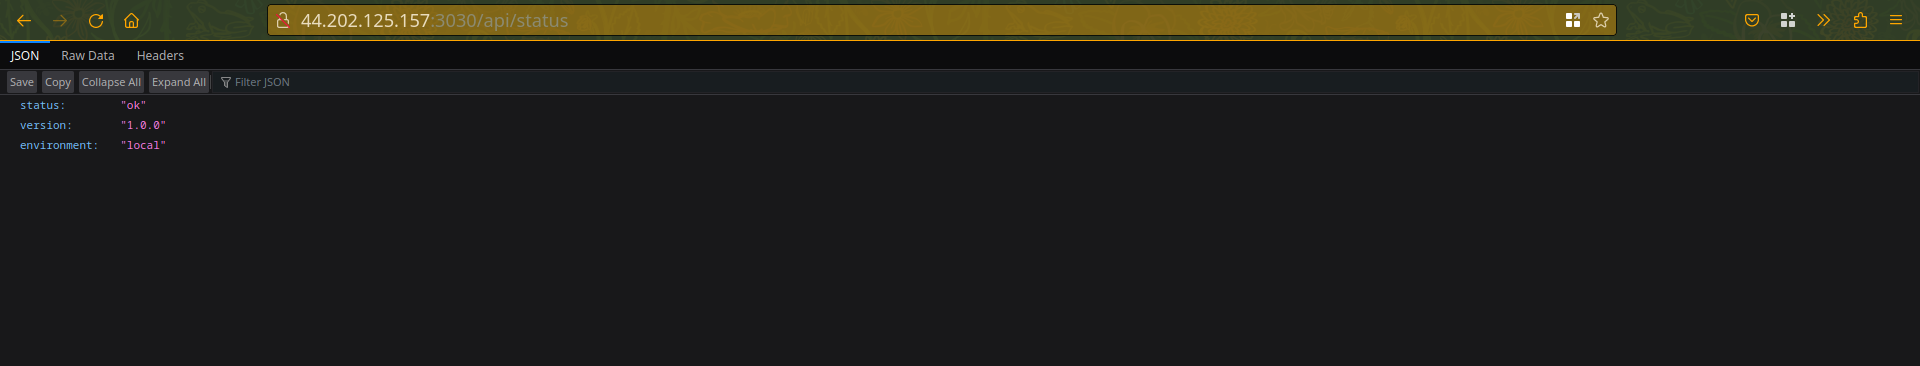 44.202.125.157:3030/api/status
JSON Raw Data Headers
Save Copy Collapse All Expand All Filter JSON
status: "ok"
version: "1.0.0"
environment: "local"